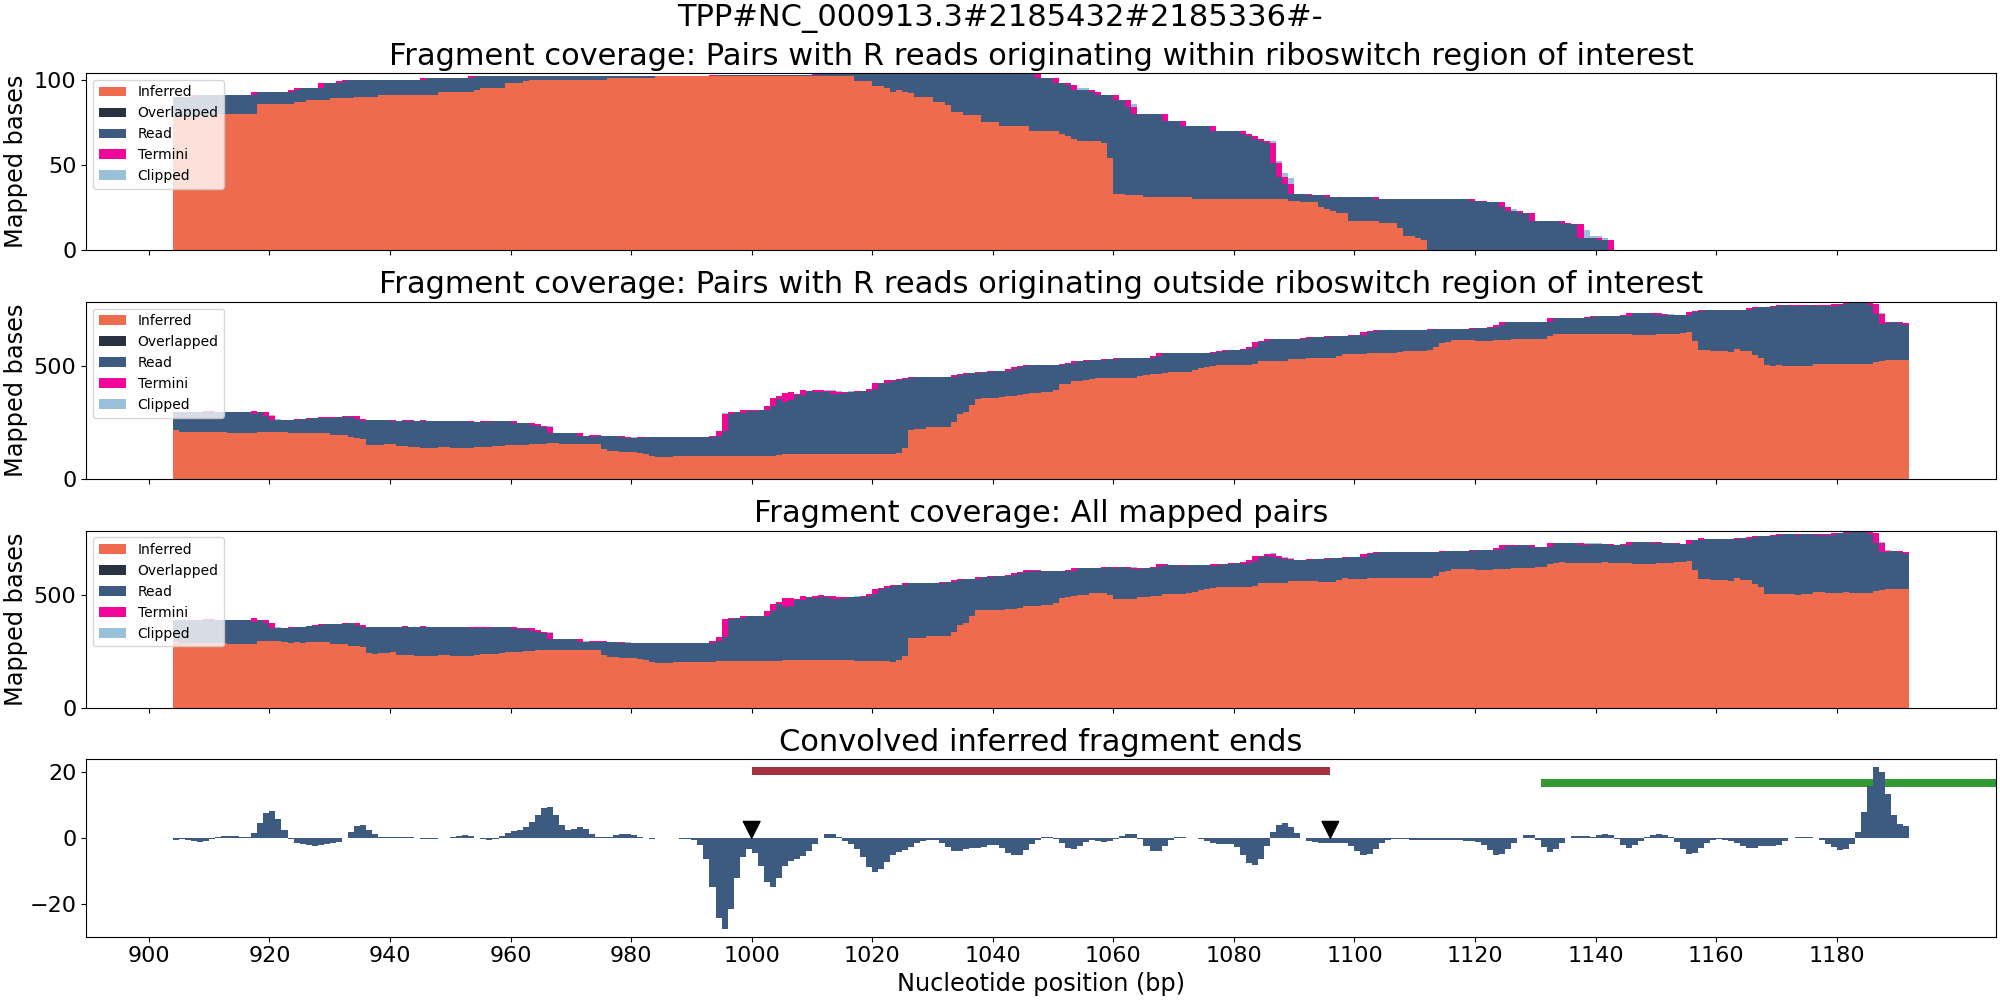 TPP#NC_000913.3#2185432#2185336#-
Fragment coverage: Pairs with R reads originating within riboswitch region of interest
Mapped bases
100
50
0
Inferred
Overlapped
Read
Termini
Clipped
Fragment coverage: Pairs with R reads originating outside riboswitch region of interest
Mapped bases
500
0
Inferred
Overlapped
Read
Termini
Clipped
Fragment coverage: All mapped pairs
Mapped bases
500
0
Inferred
Overlapped
Read
Termini
Clipped
Convolved inferred fragment ends
20
0
−20
900 920 940 960 980 1000 1020 1040 1060 1080 1100 1120 1140 1160 1180
Nucleotide position (bp)